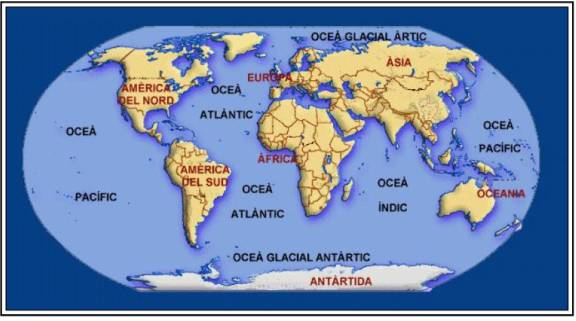 OCEÀ GLACIAL ÀRTIC
ÀSIA
EUROPA
AMÈRICA
DEL NORD
OCEÀ
ATLÀNTIC
OCEÀ
PACÍFIC
OCEÀ
PACÍFIC
ÀFRICA
AMÈRICA
DEL SUD
OCEÀ
ATLÀNTIC
OCEÀ
ÍNDIC
OCEANIA
OCEÀ GLACIAL ANTÀRTIC
ANTÀRTIDA